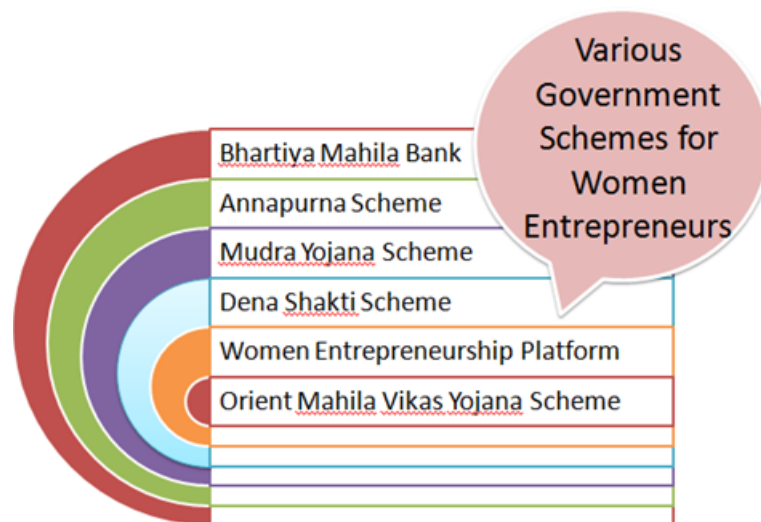 Various
Government
Schemes for
Women
Entrepreneurs
Bhartiya Mahila Bank
Annapurna Scheme
Mudra Yojana Scheme
Dena Shakti Scheme
Women Entrepreneurship Platform
Orient Mahila Vikas Yojana Scheme